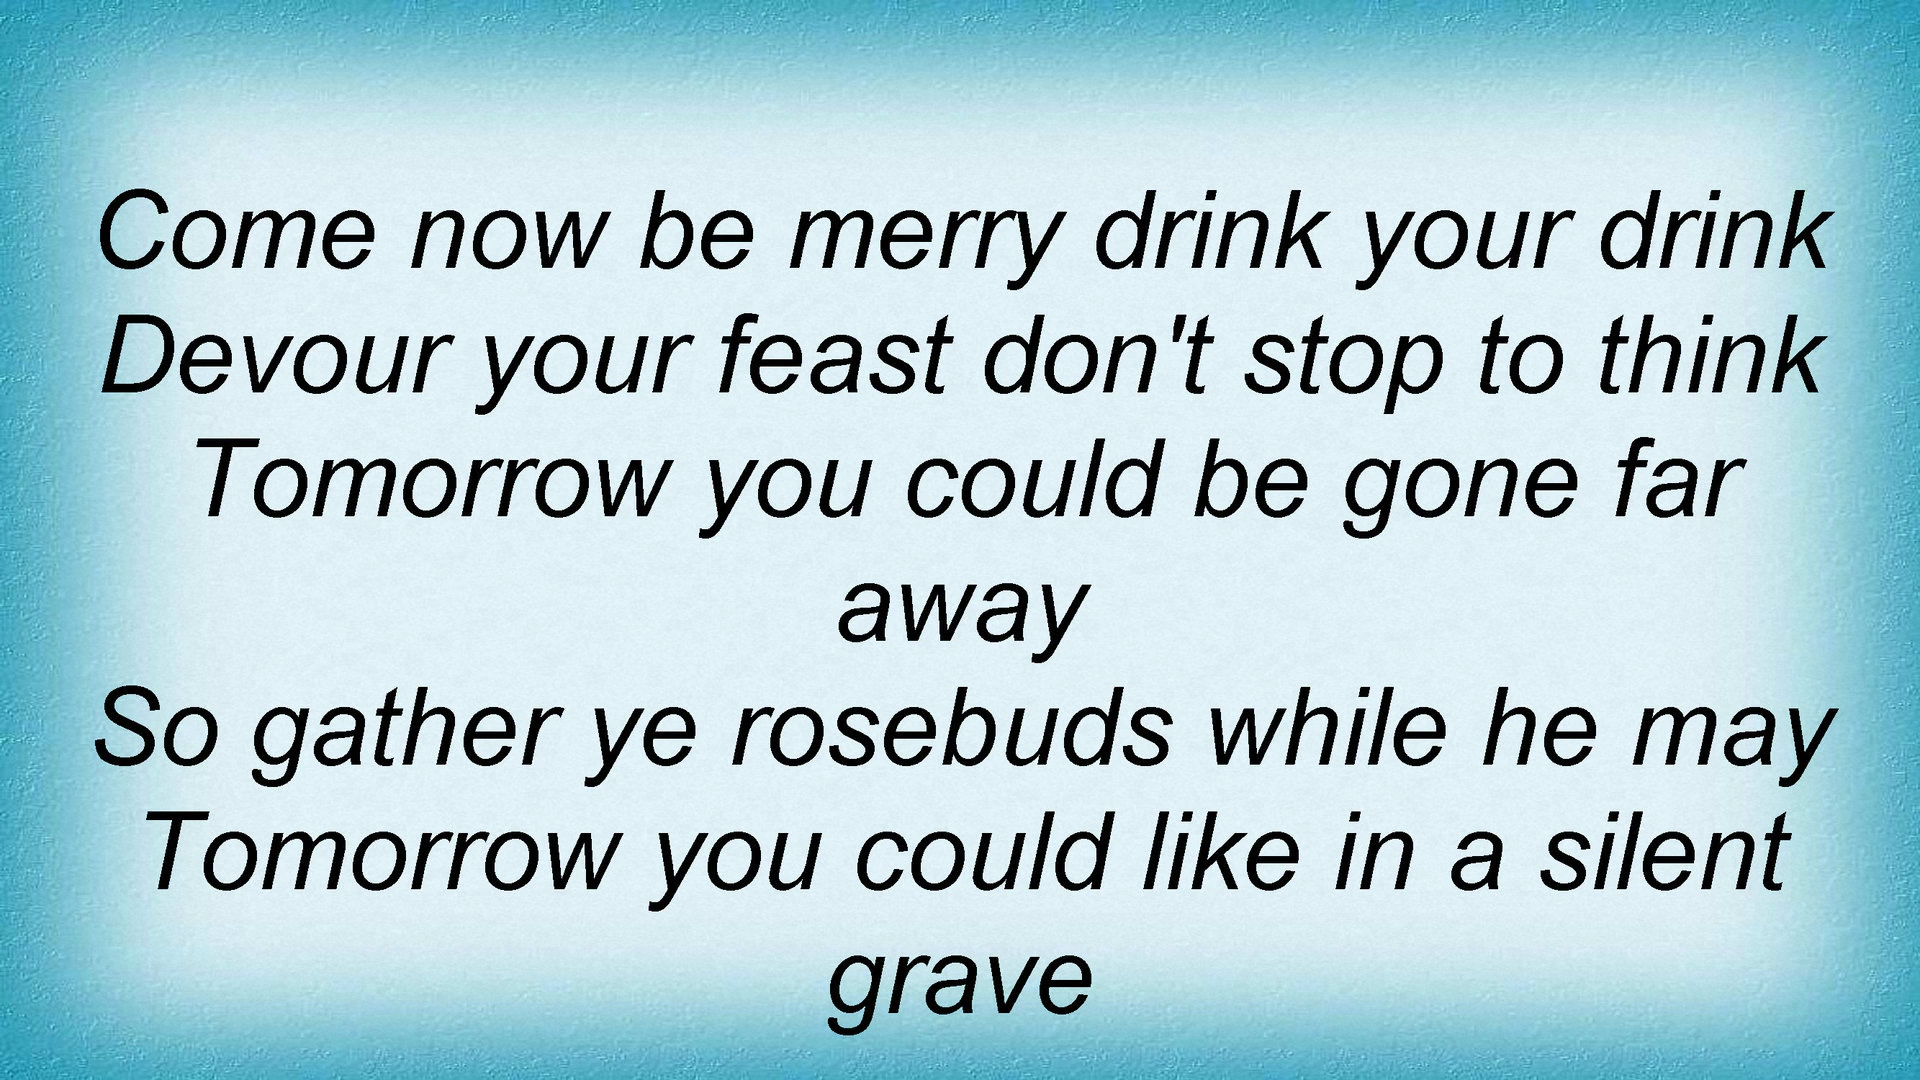 Come now be merry drink your drink
Devour your feast don't stop to think
Tomorrow you could be gone far
away
So gather ye rosebuds while he may
Tomorrow you could like in a silent
grave